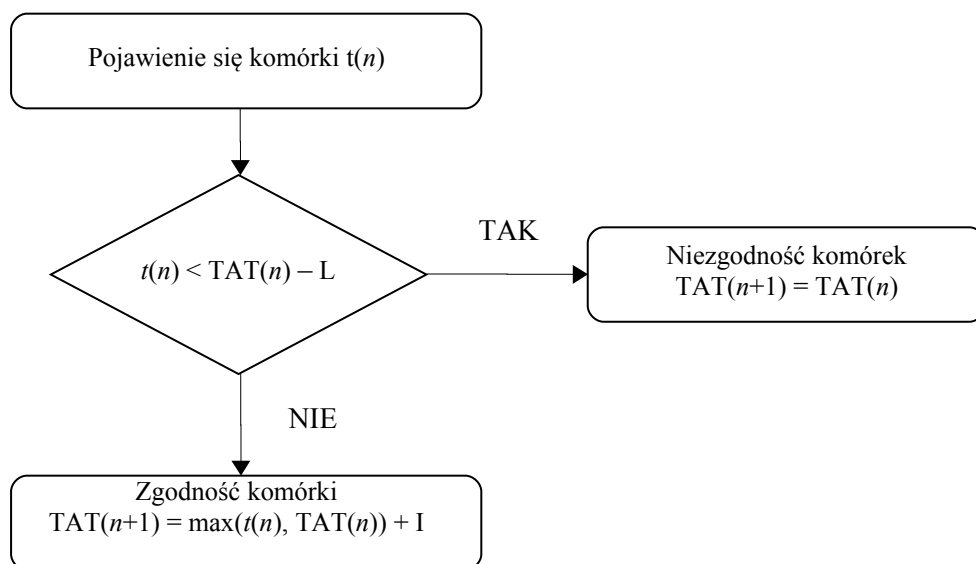 Pojawienie się komórki t(n)
TAK
t(n) < TAT(n) – L
Niezgodność komórek
TAT(n+1) = TAT(n)
NIE
Zgodność komórki
TAT(n+1) = max(t(n), TAT(n)) + I